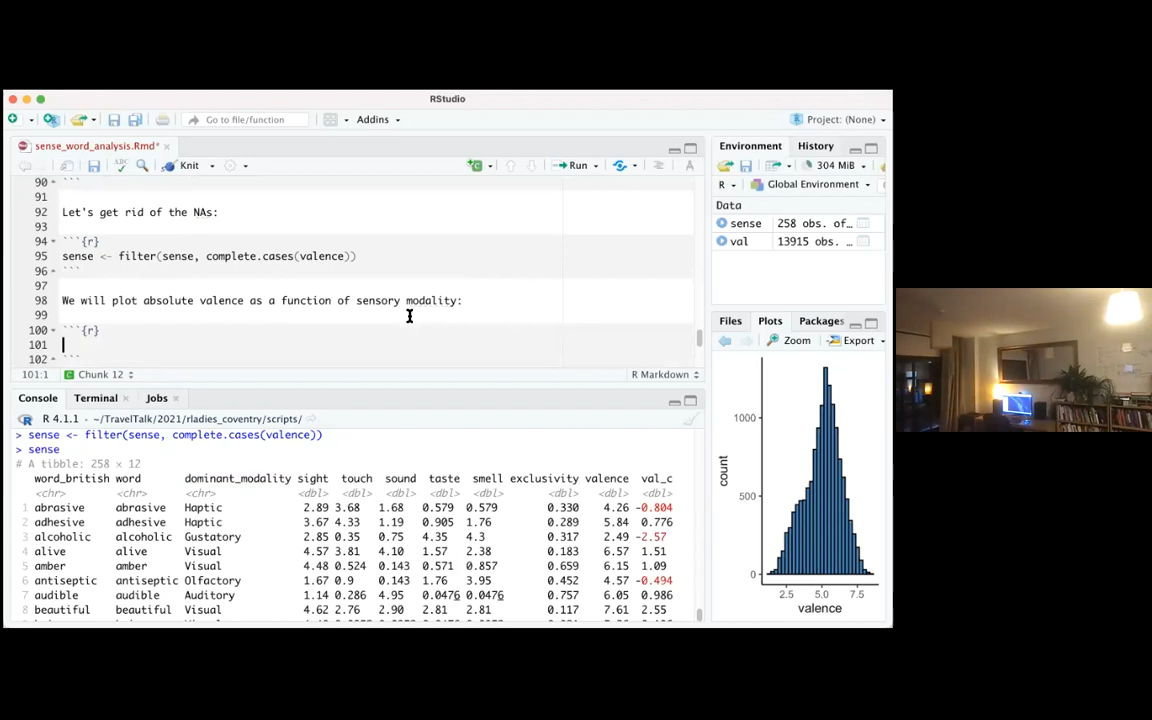 RStudio
Go to file/function
Addins
Project: (None)
sense_word_analysis.Rmd*
Knit
Run
90 ```
91
92 Let's get rid of the NAs:
93
94 ```{r}
95 sense <- filter(sense, complete.cases(valence))
96 ```
97
98 We will plot absolute valence as a function of sensory modality:
99
100 ```{r}
101
102 ```
101:1 Chunk 12 R Markdown
Console Terminal Jobs
R 4.1.1 · ~/TravelTalk/2021/rladies_coventry/scripts/
> sense <- filter(sense, complete.cases(valence))
> sense
# A tibble: 258 × 12
word_british word dominant_modality sight touch sound taste smell exclusivity valence val_c
<chr> <chr> <chr> <dbl> <dbl> <dbl> <dbl> <dbl> <dbl> <dbl> <dbl>
1 abrasive abrasive Haptic 2.89 3.68 1.68 0.579 0.579 0.330 4.26 -0.804
2 adhesive adhesive Haptic 3.67 4.33 1.19 0.905 1.76 0.289 5.84 0.776
3 alcoholic alcoholic Gustatory 2.85 0.35 0.75 4.35 4.3 0.317 2.49 -2.57
4 alive alive Visual 4.57 3.81 4.10 1.57 2.38 0.183 6.57 1.51
5 amber amber Visual 4.48 0.524 0.143 0.571 0.857 0.659 6.15 1.09
6 antiseptic antiseptic Olfactory 1.67 0.9 0.143 1.76 3.95 0.452 4.57 -0.494
7 audible audible Auditory 1.14 0.286 4.95 0.0476 0.0476 0.757 6.05 0.986
8 beautiful beautiful Visual 4.62 2.76 2.90 2.81 2.81 0.117 7.61 2.55
Environment History
304 MiB
R Global Environment
Data
sense 258 obs. of…
val 13915 obs. …
Files Plots Packages
Zoom Export
count
1000
500
0
2.5 5.0 7.5
valence